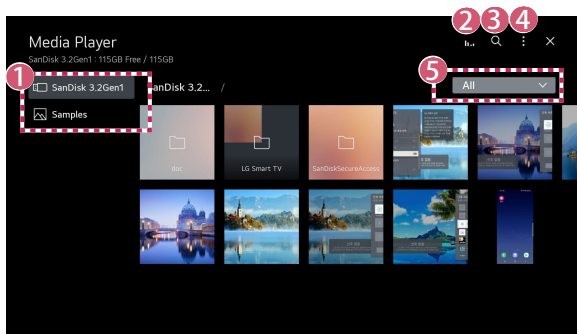 2 3 4
Media Player
SanDisk 3.2Gen1 : 115GB Free / 115GB
1
5
SanDisk 3.2Gen1
SanDisk 3.2... /
All
Samples
doc
LG Smart TV
SanDiskSecureAccess